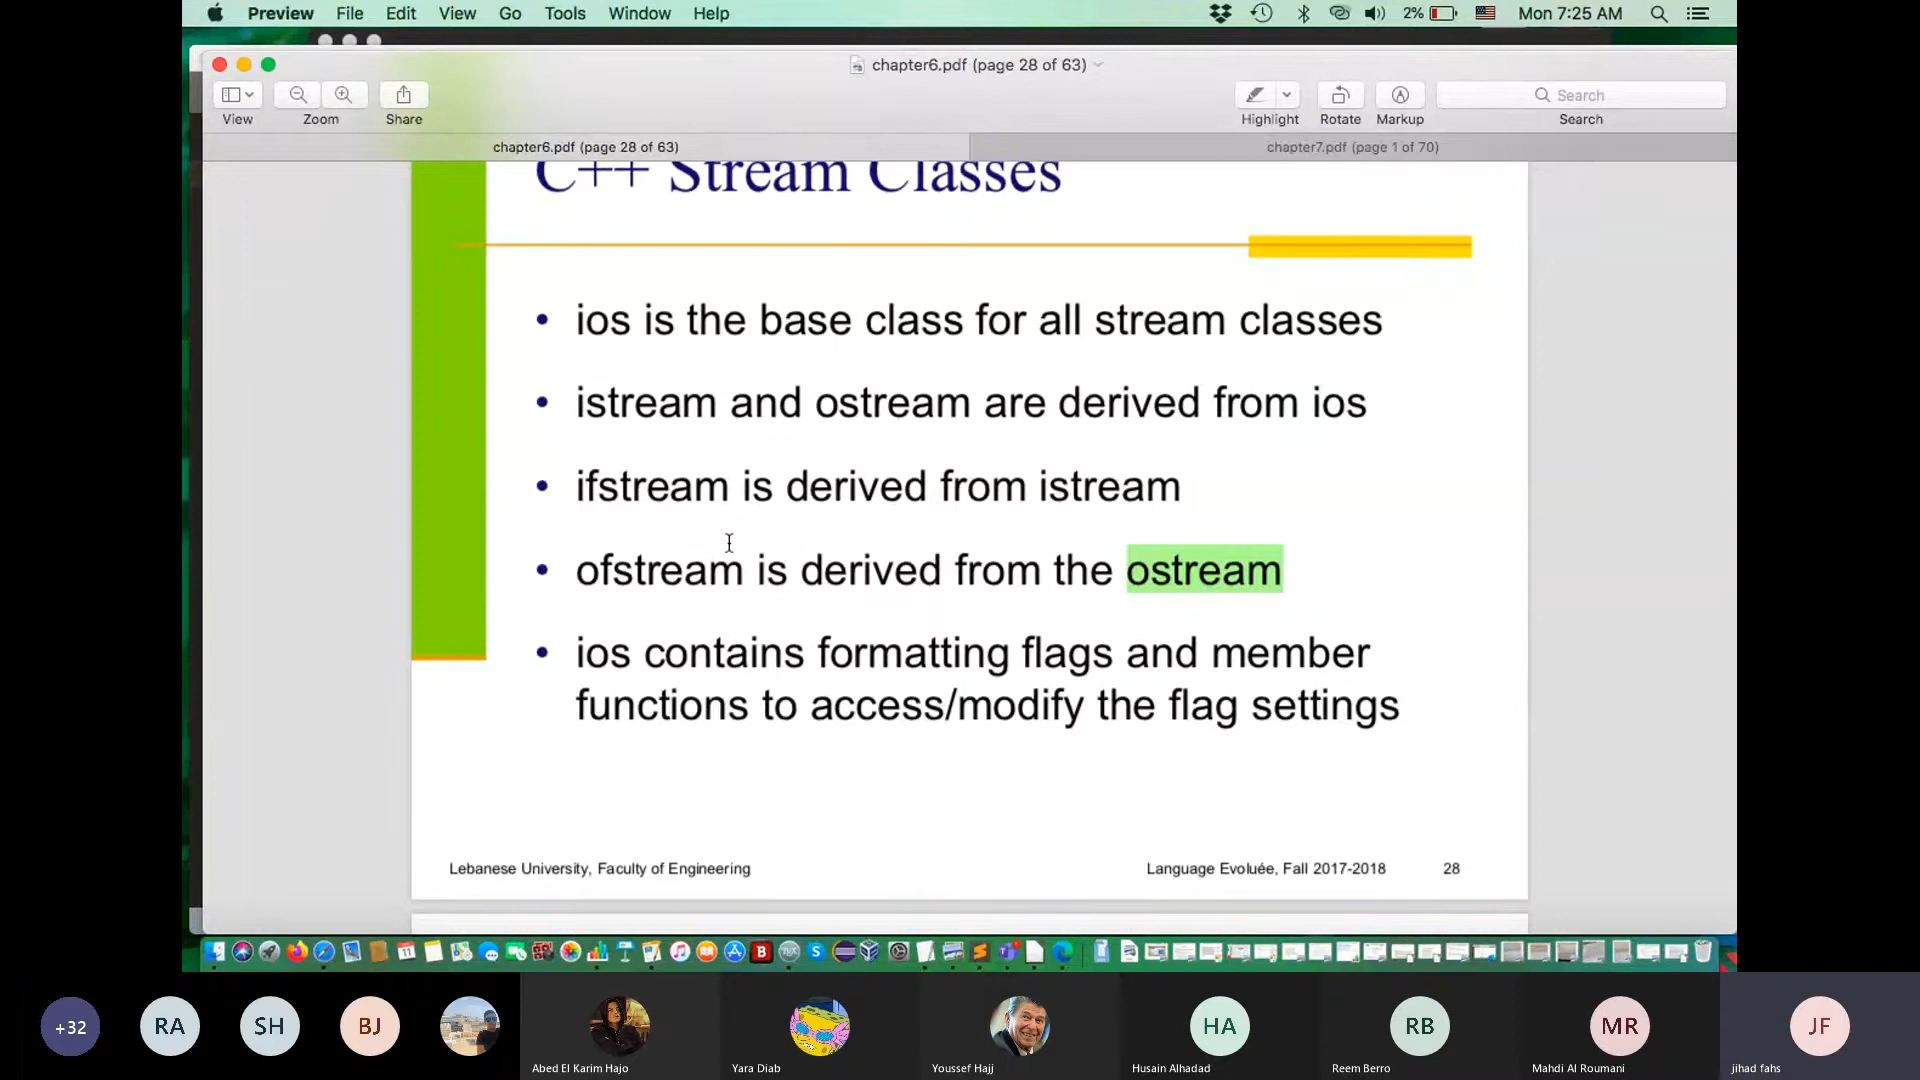 Preview File Edit View Go Tools Window Help 2% Mon 7:25 AM
chapter6.pdf (page 28 of 63)
View Zoom Share Highlight Rotate Markup Search
Search
chapter6.pdf (page 28 of 63) chapter7.pdf (page 1 of 70)
C++ Stream Classes
• ios is the base class for all stream classes
• istream and ostream are derived from ios
• ifstream is derived from istream
• ofstream is derived from the ostream
• ios contains formatting flags and member
functions to access/modify the flag settings
Lebanese University, Faculty of Engineering Language Evoluée, Fall 2017-2018 28
+32 RA SH BJ HA RB MR JF
Abed El Karim Hajo Yara Diab Youssef Hajj Husain Alhadad Reem Berro Mahdi Al Roumani jihad fahs